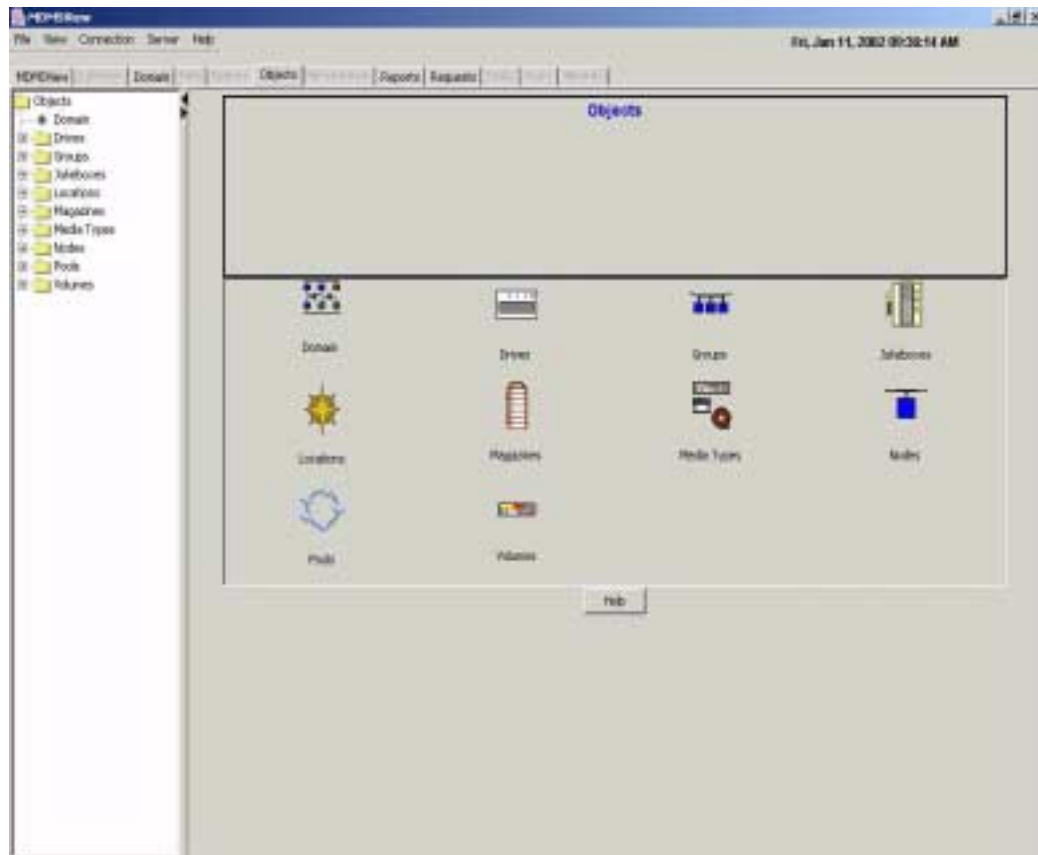 MDMSView
File View Connection Server Help
Fri, Jan 11, 2002 09:38:14 AM
MDMSView Domain Objects Reports Requests
Objects
Domain
Drives
Groups
Jukeboxes
Locations
Magazines
Media Types
Nodes
Pools
Volumes
Objects
Domain Drives Groups Jukeboxes
Locations Magazines Media Types Nodes
Pools Volumes
Help